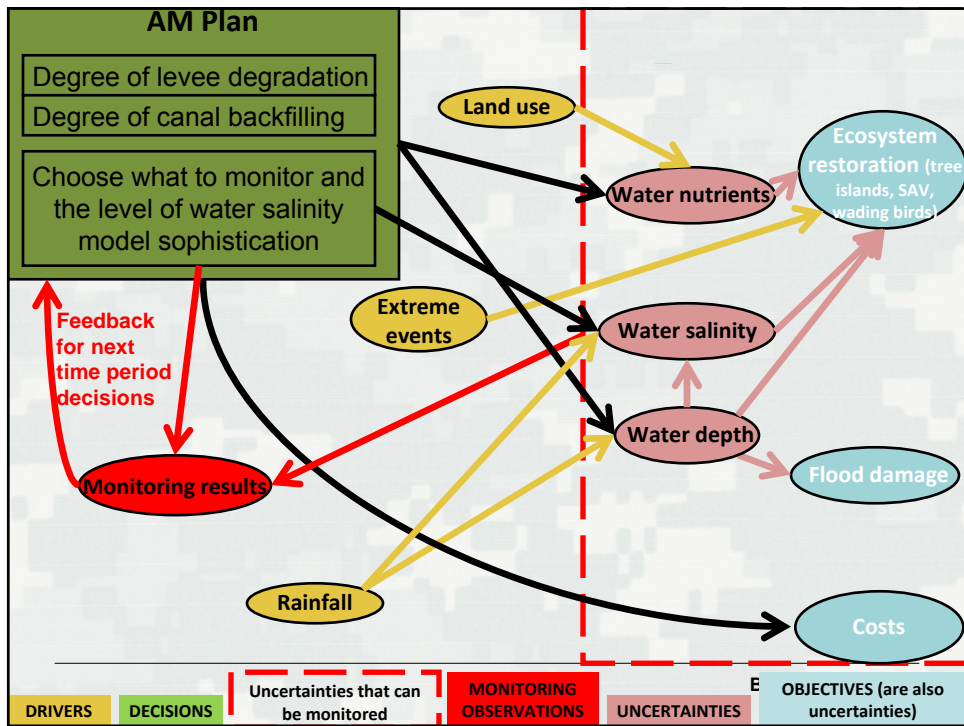 AM Plan
Degree of levee degradation
Degree of canal backfilling
Choose what to monitor and
the level of water salinity
model sophistication
Land use
Water nutrients
Ecosystem
restoration (tree
islands, SAV,
wading birds)
Extreme
events
Water salinity
Feedback
for next
time period
decisions
Water depth
Monitoring results
Flood damage
Rainfall
Costs
B
DRIVERS
DECISIONS
Uncertainties that can
be monitored
MONITORING
OBSERVATIONS
UNCERTAINTIES
OBJECTIVES (are also
uncertainties)